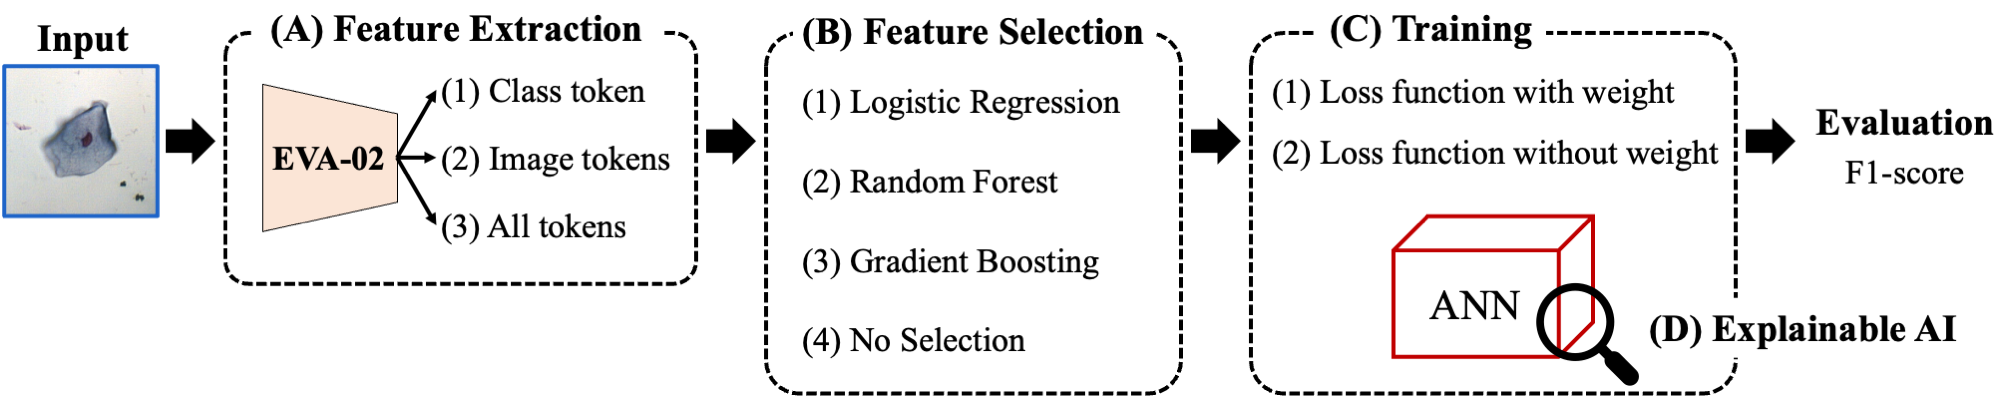 Input
(A) Feature Extraction
EVA-02
(1) Class token
(2) Image tokens
(3) All tokens
(B) Feature Selection
(1) Logistic Regression
(2) Random Forest
(3) Gradient Boosting
(4) No Selection
(C) Training
(1) Loss function with weight
(2) Loss function without weight
ANN
(D) Explainable AI
Evaluation
F1-score